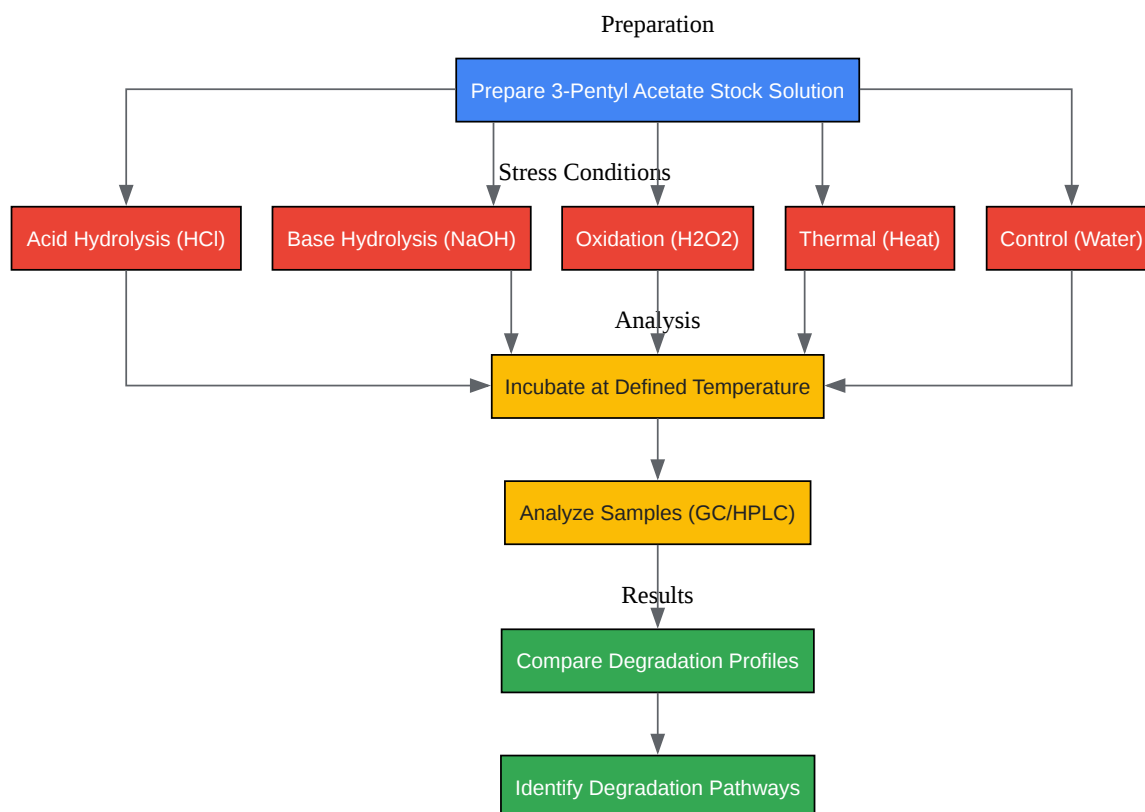 Preparation
Prepare 3-Pentyl Acetate Stock Solution
Stress Conditions
Acid Hydrolysis (HCl)
Base Hydrolysis (NaOH)
Oxidation (H2O2)
Thermal (Heat)
Control (Water)
Analysis
Incubate at Defined Temperature
Analyze Samples (GC/HPLC)
Results
Compare Degradation Profiles
Identify Degradation Pathways